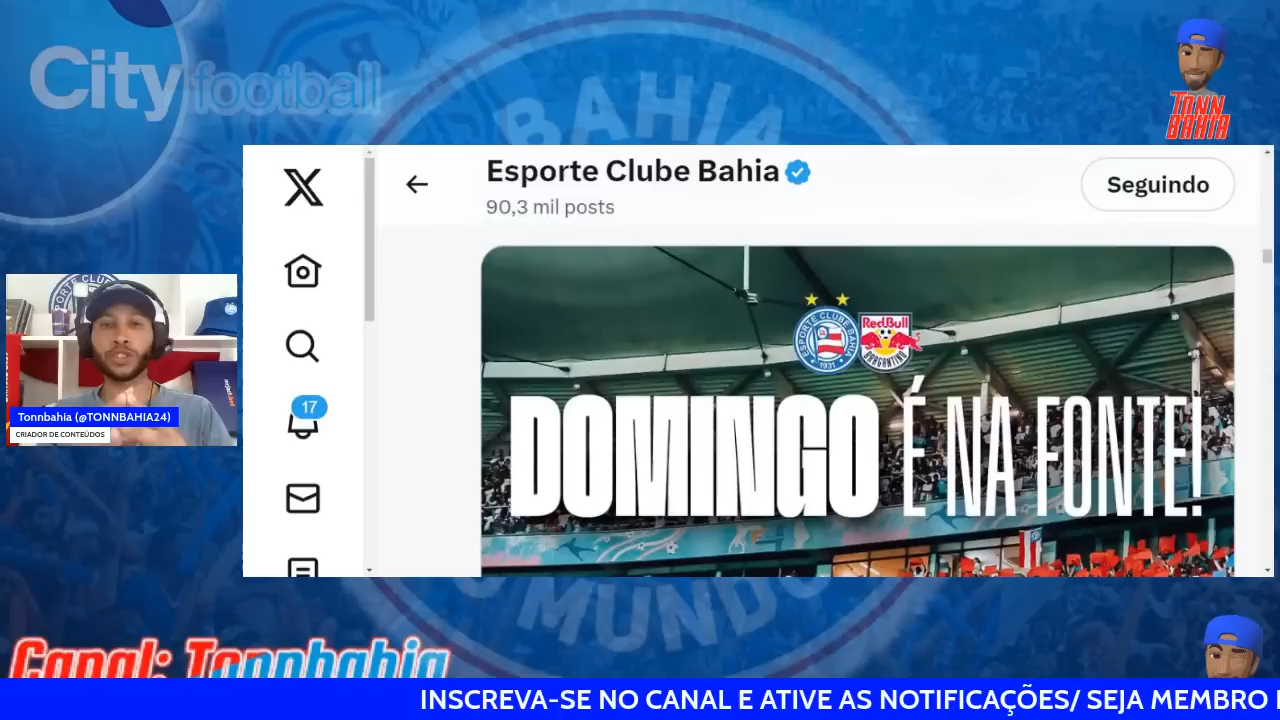 City football
BAHIA
TONN
BAHIA
Esporte Clube Bahia
90,3 mil posts
Seguindo
17
ESPORTE CLUBE BAHIA
1931
RedBull
BRAGANTINO
DOMINGO É NA FONTE!
Tonnbahia (@TONNBAHIA24)
CRIADOR DE CONTEÚDOS
MUNDO
Canal: Tonnbahia
INSCREVA-SE NO CANAL E ATIVE AS NOTIFICAÇÕES/ SEJA MEMBRO